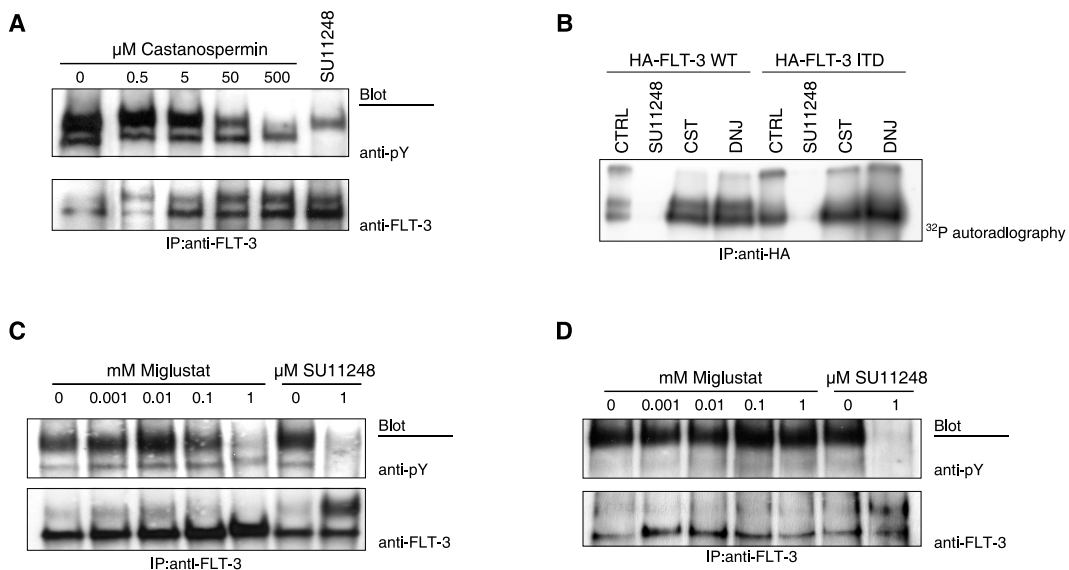 A
µM Castanospermin
SU11248
0 0.5 5 50 500
Blot
anti-pY
anti-FLT-3
IP:anti-FLT-3
B
HA-FLT-3 WT HA-FLT-3 ITD
CTRL SU11248 CST DNJ CTRL SU11248 CST DNJ
32P autoradiography
IP:anti-HA
C
mM Miglustat µM SU11248
0 0.001 0.01 0.1 1 0 1
Blot
anti-pY
anti-FLT-3
IP:anti-FLT-3
D
mM Miglustat µM SU11248
0 0.001 0.01 0.1 1 0 1
Blot
anti-pY
anti-FLT-3
IP:anti-FLT-3